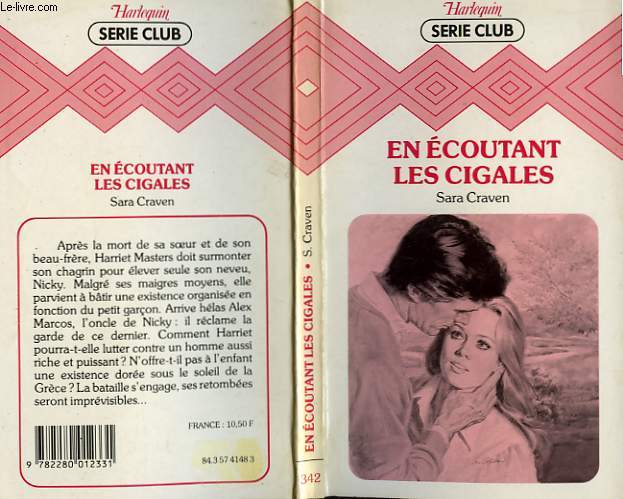 Le-livre.com
Harlequin
SERIE CLUB
EN ÉCOUTANT
LES CIGALES
Sara Craven
Après la mort de sa sœur et de son
beau-frère, Harriet Masters doit surmonter
son chagrin pour élever seule son neveu,
Nicky. Malgré ses maigres moyens, elle
parvient à bâtir une existence organisée en
fonction du petit garçon. Arrive hélas Alex
Marcos, l'oncle de Nicky : il réclame la
garde de ce dernier. Comment Harriet
pourra-t-elle lutter contre un homme aussi
riche et puissant ? N'offre-t-il pas à l'enfant
une existence dorée sous le soleil de la
Grèce ? La bataille s'engage, ses retombées
seront imprévisibles...
FRANCE : 10,50 F
9 782280 012331
84.3.57 4148 3
EN ÉCOUTANT LES CIGALES • S. Craven
342
Harlequin
SERIE CLUB
EN ÉCOUTANT
LES CIGALES
Sara Craven